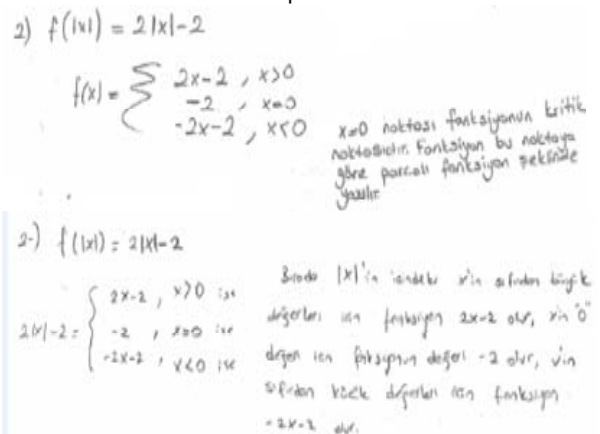 2) f(|x|) = 2|x|-2
f(x) = { 2x-2 , x>0
-2 , x=0
-2x-2 , x<0
x=0 noktası fonksiyonun kritik
noktasıdır. Fonksiyon bu noktaya
göre parçalı fonksiyon şeklinde
yazılır
2-) f(|x|) = 2|x|-2
2|x|-2 = { 2x-2 , x>0 ise
-2 , x=0 ise
-2x-2 , x<0 ise
Burada |x|'in içindeki x'in sıfırdan büyük
değerleri için fonksiyon 2x-2 olur, x'in "0"
değeri için fonksiyonun değeri -2 olur, x'in
sıfırdan küçük değerleri için fonksiyon
-2x-2 olur.